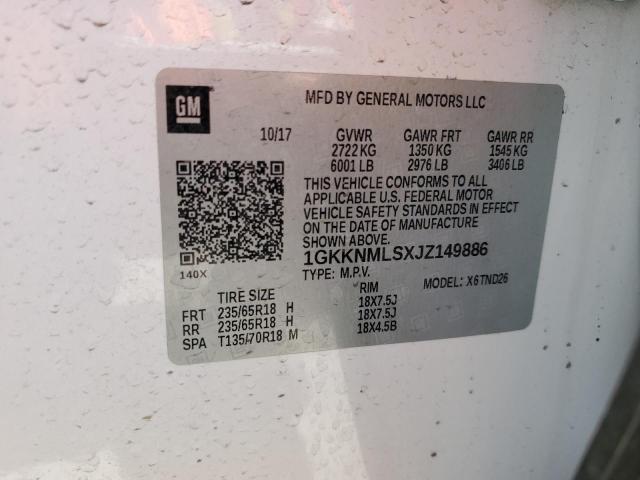 GM
MFD BY GENERAL MOTORS LLC
10/17 GVWR GAWR FRT GAWR RR
2722 KG 1350 KG 1545 KG
6001 LB 2976 LB 3406 LB
THIS VEHICLE CONFORMS TO ALL
APPLICABLE U.S. FEDERAL MOTOR
VEHICLE SAFETY STANDARDS IN EFFECT
ON THE DATE OF MANUFACTURE
SHOWN ABOVE.
140X
1GKKNMLSXJZ149886
TYPE: M.P.V. MODEL: X6TND26
TIRE SIZE RIM
FRT 235/65R18 H 18X7.5J
RR 235/65R18 H 18X7.5J
SPA T135/70R18 M 18X4.5B